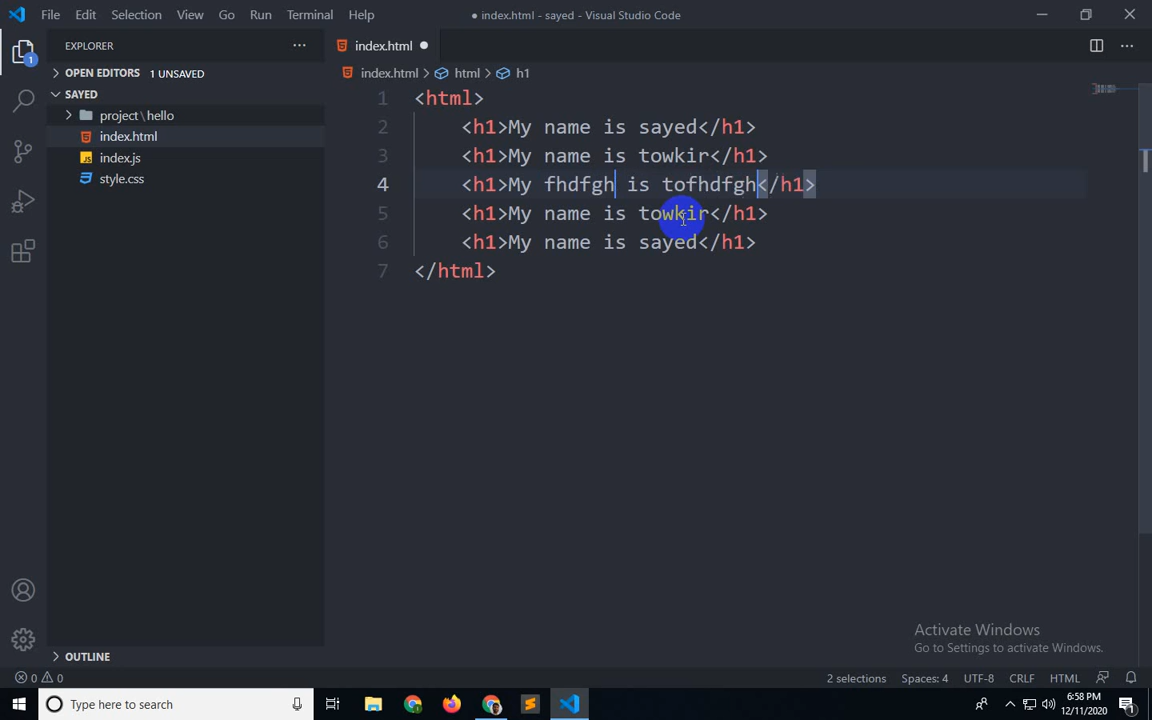 File Edit Selection View Go Run Terminal Help
● index.html - sayed - Visual Studio Code
EXPLORER
index.html
OPEN EDITORS 1 UNSAVED
index.html > html > h1
SAYED
project\hello
index.html
index.js
style.css
1 <html>
2 <h1>My name is sayed</h1>
3 <h1>My name is towkir</h1>
4 <h1>My fhdfgh is tofhdfgh</h1>
5 <h1>My name is towkir</h1>
6 <h1>My name is sayed</h1>
7 </html>
1
OUTLINE
Activate Windows
Go to Settings to activate Windows.
0 0
2 selections Spaces: 4 UTF-8 CRLF HTML
Type here to search
6:58 PM
12/11/2020
1